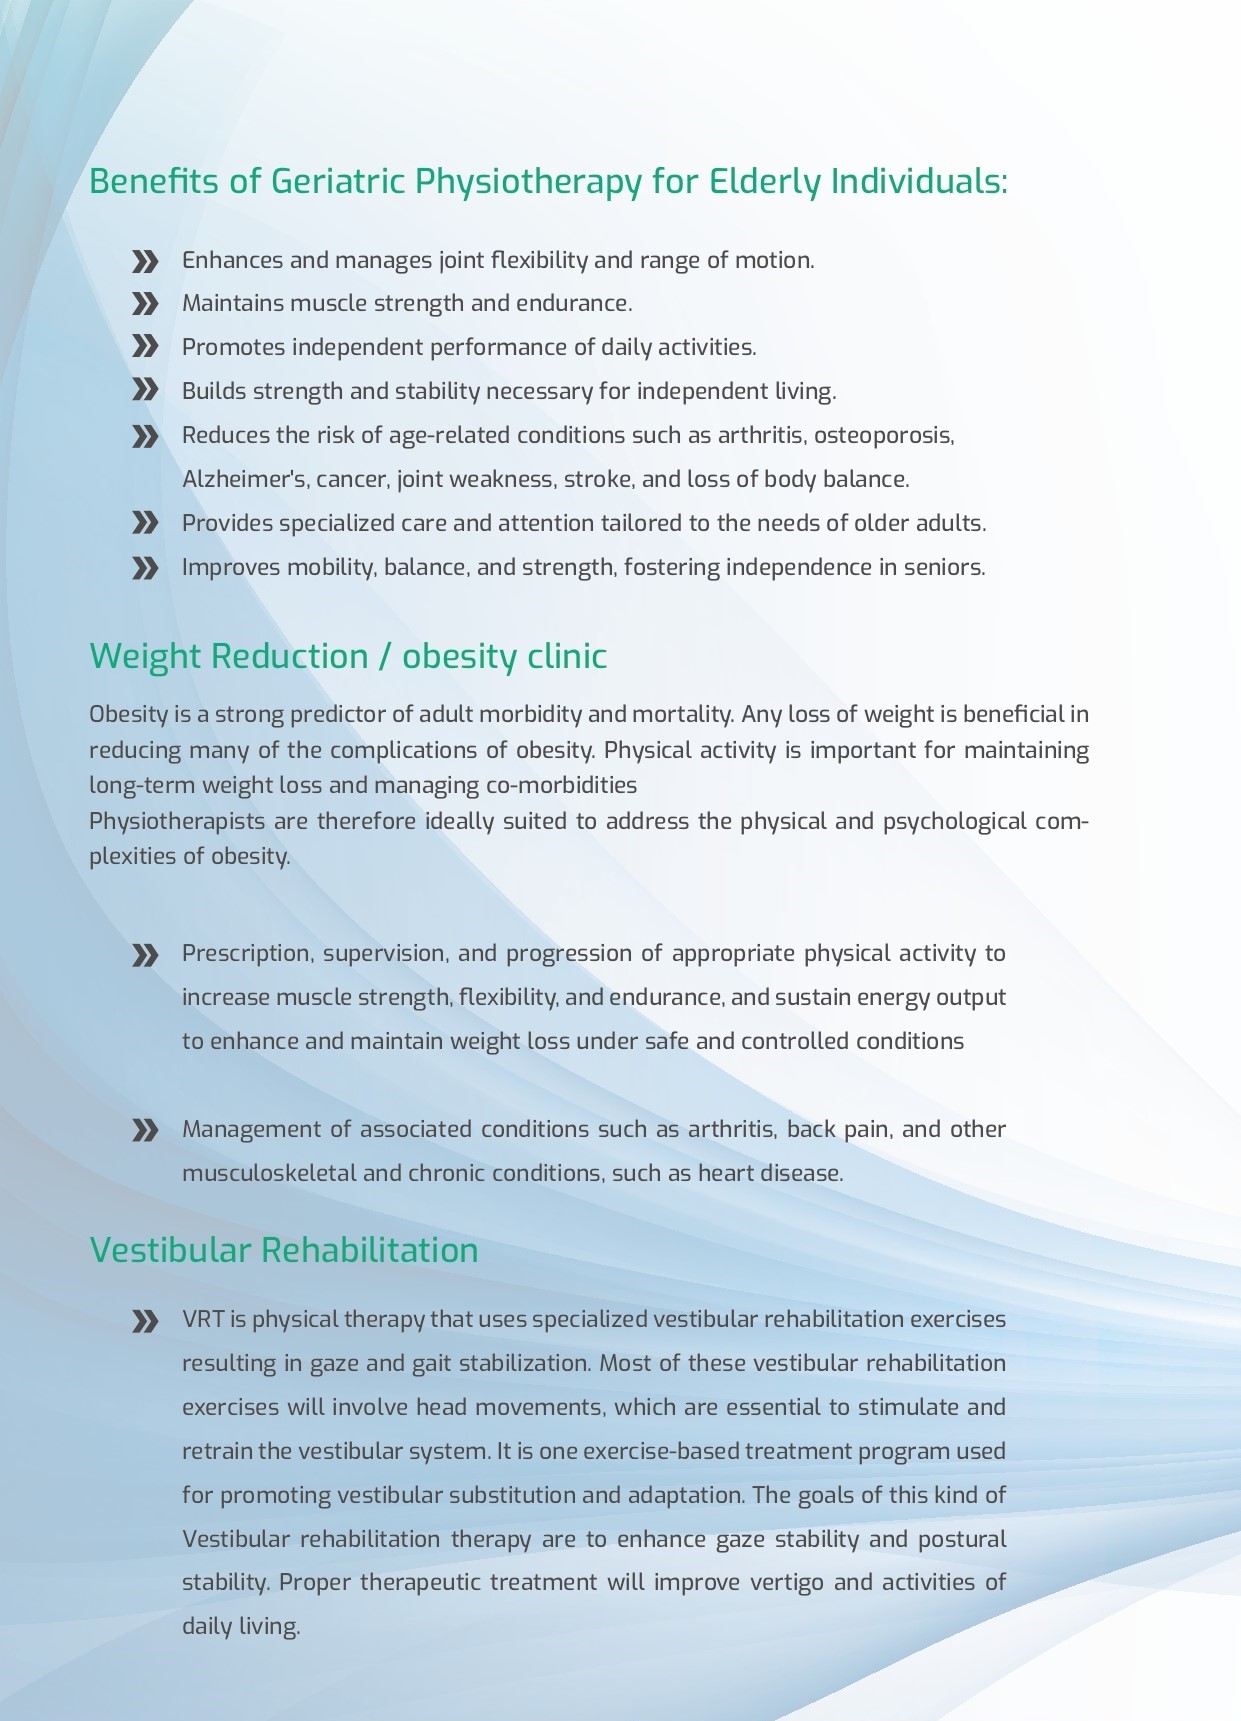 Benefits of Geriatric Physiotherapy for Elderly Individuals:
Enhances and manages joint flexibility and range of motion.
Maintains muscle strength and endurance.
Promotes independent performance of daily activities.
Builds strength and stability necessary for independent living.
Reduces the risk of age-related conditions such as arthritis, osteoporosis,
Alzheimer's, cancer, joint weakness, stroke, and loss of body balance.
Provides specialized care and attention tailored to the needs of older adults.
Improves mobility, balance, and strength, fostering independence in seniors.
Weight Reduction / obesity clinic
Obesity is a strong predictor of adult morbidity and mortality. Any loss of weight is beneficial in
reducing many of the complications of obesity. Physical activity is important for maintaining
long-term weight loss and managing co-morbidities
Physiotherapists are therefore ideally suited to address the physical and psychological com-
plexities of obesity.
Prescription, supervision, and progression of appropriate physical activity to
increase muscle strength, flexibility, and endurance, and sustain energy output
to enhance and maintain weight loss under safe and controlled conditions
Management of associated conditions such as arthritis, back pain, and other
musculoskeletal and chronic conditions, such as heart disease.
Vestibular Rehabilitation
VRT is physical therapy that uses specialized vestibular rehabilitation exercises
resulting in gaze and gait stabilization. Most of these vestibular rehabilitation
exercises will involve head movements, which are essential to stimulate and
retrain the vestibular system. It is one exercise-based treatment program used
for promoting vestibular substitution and adaptation. The goals of this kind of
Vestibular rehabilitation therapy are to enhance gaze stability and postural
stability. Proper therapeutic treatment will improve vertigo and activities of
daily living.